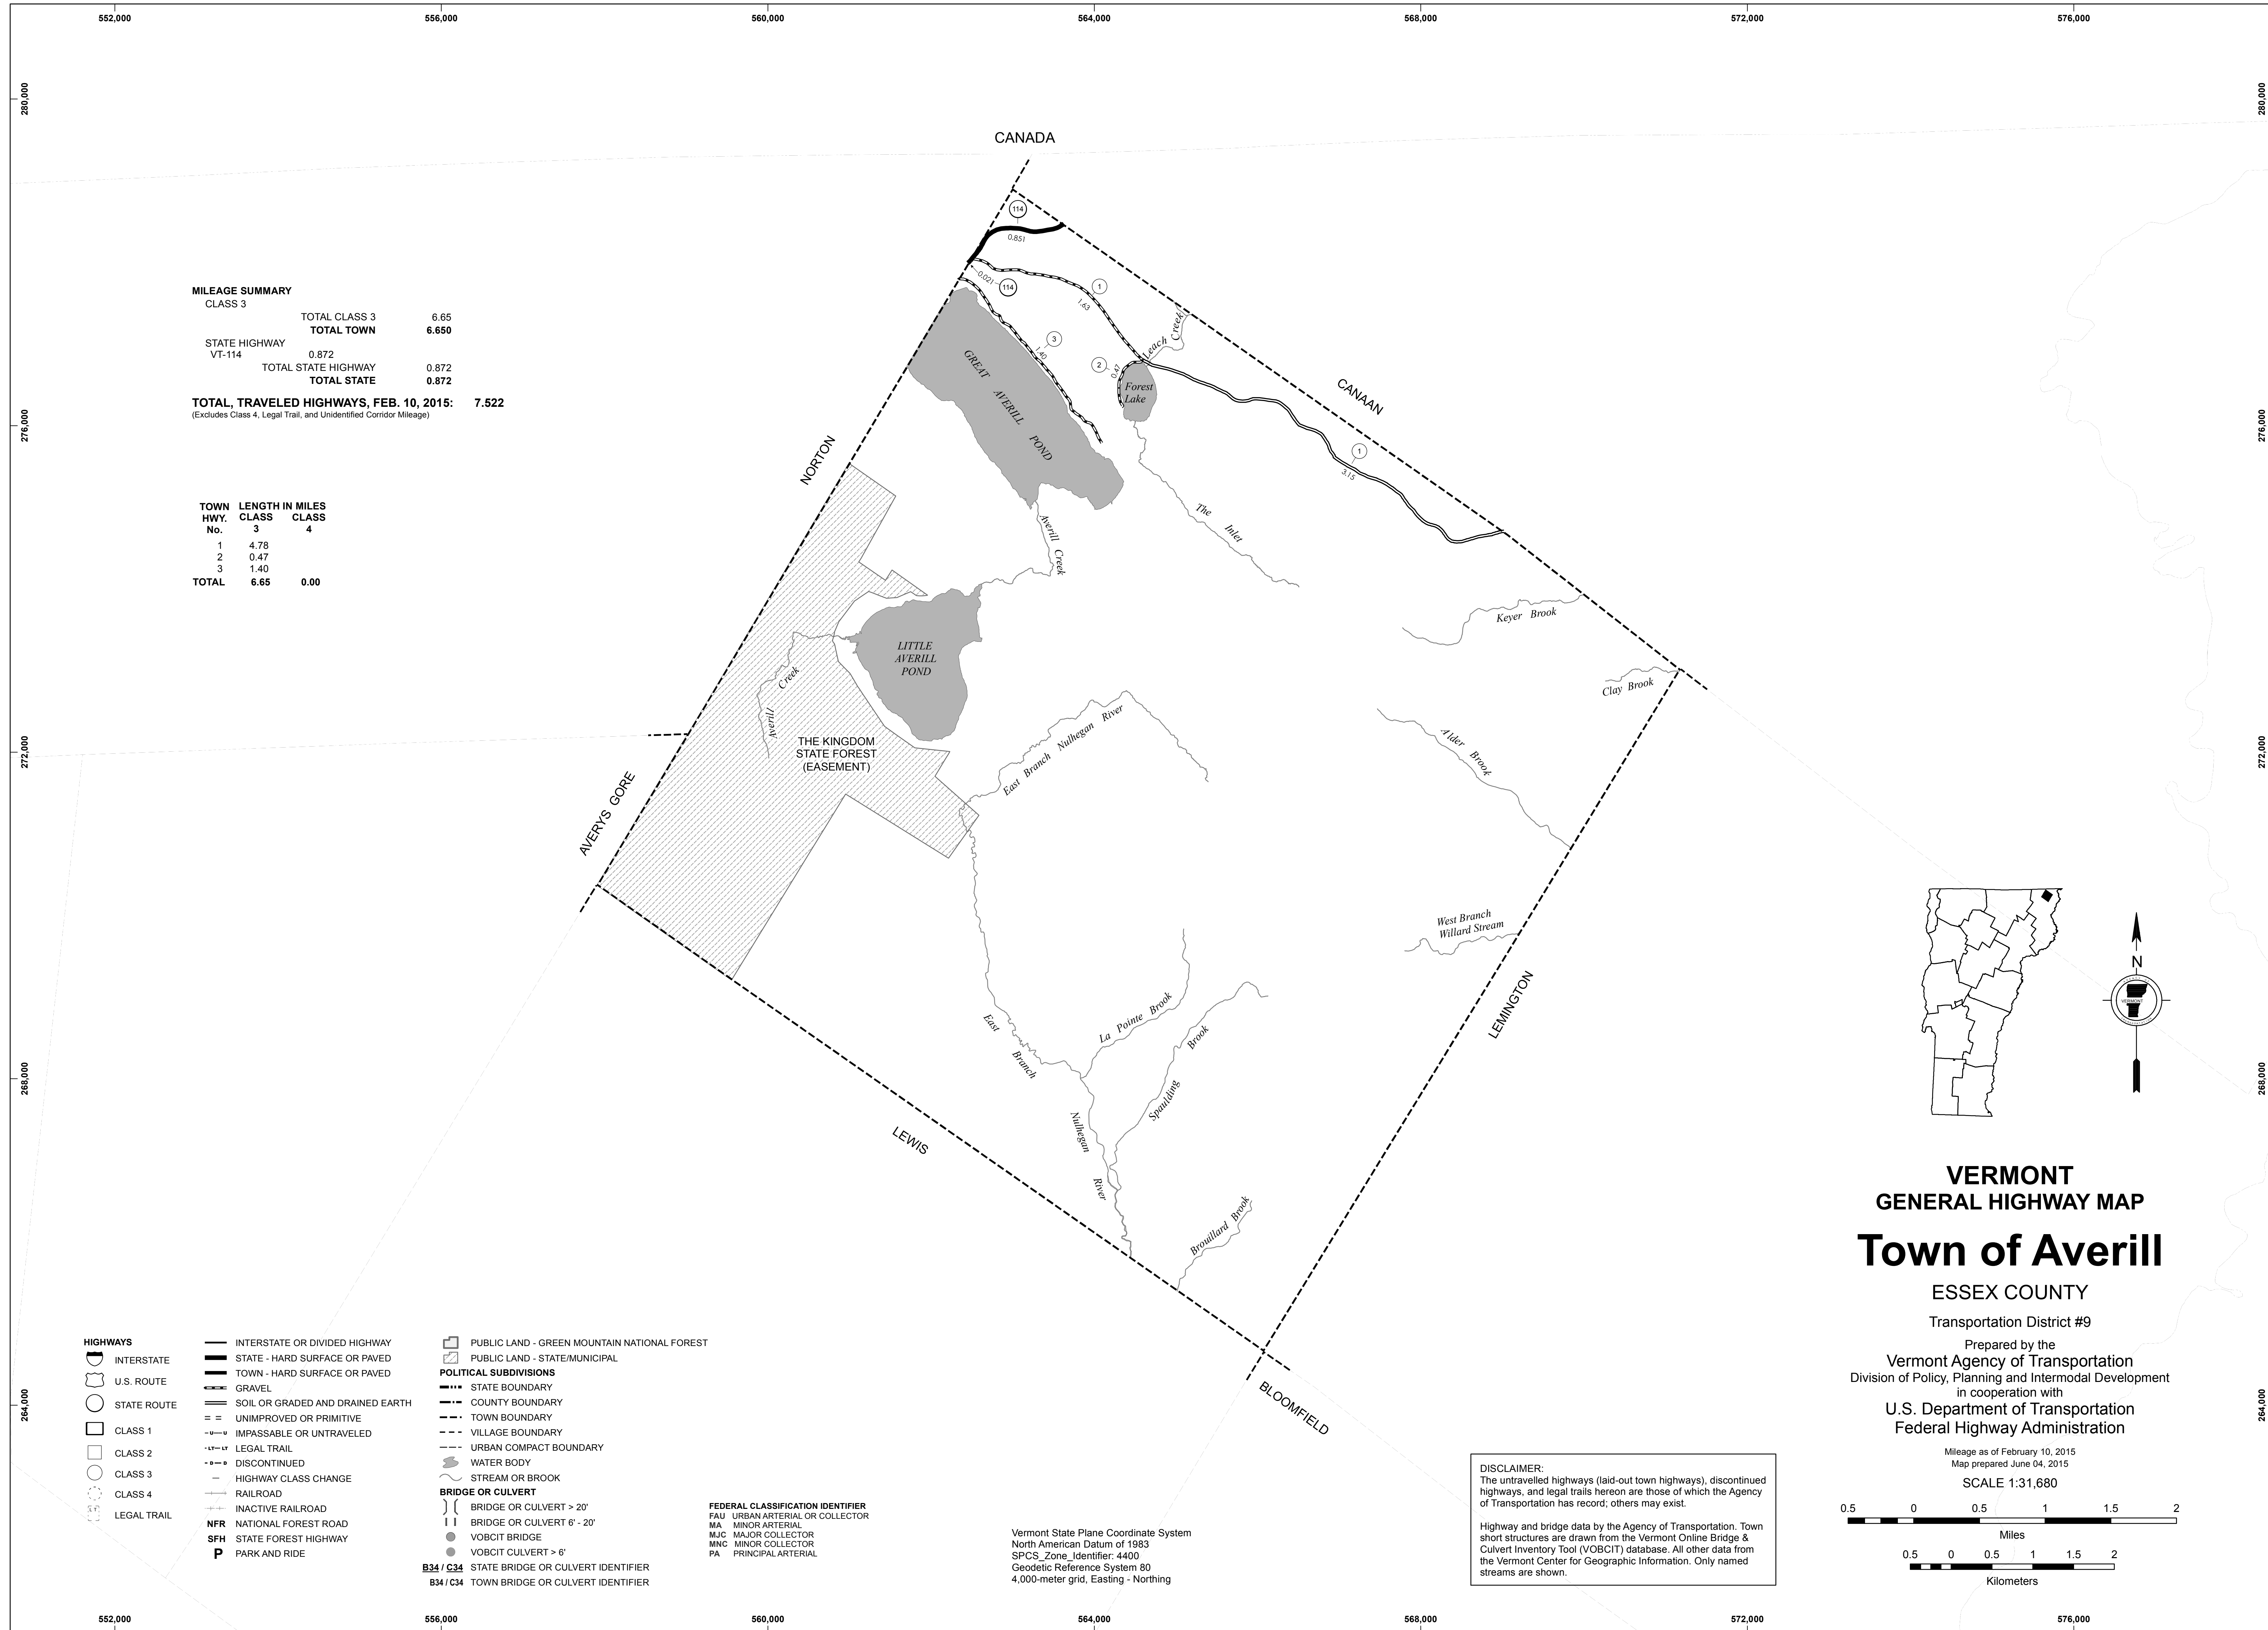 552,000
556,000
560,000
564,000
568,000
572,000
576,000
280,000
280,000
276,000
276,000
272,000
272,000
268,000
268,000
264,000
264,000
CANADA
MILEAGE SUMMARY
CLASS 3
TOTAL CLASS 3 6.65
TOTAL TOWN 6.650
STATE HIGHWAY
VT-114 0.872
TOTAL STATE HIGHWAY 0.872
TOTAL STATE 0.872
TOTAL, TRAVELED HIGHWAYS, FEB. 10, 2015: 7.522
(Excludes Class 4, Legal Trail, and Unidentified Corridor Mileage)
TOWN LENGTH IN MILES
HWY. CLASS CLASS
No. 3 4
1 4.78
2 0.47
3 1.40
TOTAL 6.65 0.00
114
0.851
0.021
114
1
1.63
3
1.40
2
0.47
Leach Creek
Forest
Lake
GREAT AVERILL POND
CANAAN
1
3.15
NORTON
Averill Creek
The Inlet
Keyer Brook
LITTLE
AVERILL
POND
Clay Brook
Averill Creek
East Branch Nulhegan River
Alder Brook
THE KINGDOM
STATE FOREST
(EASEMENT)
AVERYS GORE
West Branch
Willard Stream
La Pointe Brook
Spaulding Brook
East Branch Nulhegan River
LEMINGTON
LEWIS
Brouillard Brook
BLOOMFIELD
N
VERMONT
VERMONT
GENERAL HIGHWAY MAP
Town of Averill
ESSEX COUNTY
Transportation District #9
Prepared by the
Vermont Agency of Transportation
Division of Policy, Planning and Intermodal Development
in cooperation with
U.S. Department of Transportation
Federal Highway Administration
Mileage as of February 10, 2015
Map prepared June 04, 2015
SCALE 1:31,680
0.5 0 0.5 1 1.5 2
Miles
0.5 0 0.5 1 1.5 2
Kilometers
HIGHWAYS
INTERSTATE
U.S. ROUTE
STATE ROUTE
CLASS 1
CLASS 2
CLASS 3
CLASS 4
LT LEGAL TRAIL
INTERSTATE OR DIVIDED HIGHWAY
STATE - HARD SURFACE OR PAVED
TOWN - HARD SURFACE OR PAVED
GRAVEL
SOIL OR GRADED AND DRAINED EARTH
UNIMPROVED OR PRIMITIVE
U U IMPASSABLE OR UNTRAVELED
LT LT LEGAL TRAIL
D D DISCONTINUED
HIGHWAY CLASS CHANGE
RAILROAD
INACTIVE RAILROAD
NFR NATIONAL FOREST ROAD
SFH STATE FOREST HIGHWAY
P PARK AND RIDE
PUBLIC LAND - GREEN MOUNTAIN NATIONAL FOREST
PUBLIC LAND - STATE/MUNICIPAL
POLITICAL SUBDIVISIONS
STATE BOUNDARY
COUNTY BOUNDARY
TOWN BOUNDARY
VILLAGE BOUNDARY
URBAN COMPACT BOUNDARY
WATER BODY
STREAM OR BROOK
BRIDGE OR CULVERT
BRIDGE OR CULVERT > 20'
BRIDGE OR CULVERT 6' - 20'
VOBCIT BRIDGE
VOBCIT CULVERT > 6'
B34 / C34 STATE BRIDGE OR CULVERT IDENTIFIER
B34 / C34 TOWN BRIDGE OR CULVERT IDENTIFIER
FEDERAL CLASSIFICATION IDENTIFIER
FAU URBAN ARTERIAL OR COLLECTOR
MA MINOR ARTERIAL
MJC MAJOR COLLECTOR
MNC MINOR COLLECTOR
PA PRINCIPAL ARTERIAL
Vermont State Plane Coordinate System
North American Datum of 1983
SPCS_Zone_Identifier: 4400
Geodetic Reference System 80
4,000-meter grid, Easting - Northing
DISCLAIMER:
The untravelled highways (laid-out town highways), discontinued
highways, and legal trails hereon are those of which the Agency
of Transportation has record; others may exist.
Highway and bridge data by the Agency of Transportation. Town
short structures are drawn from the Vermont Online Bridge &
Culvert Inventory Tool (VOBCIT) database. All other data from
the Vermont Center for Geographic Information. Only named
streams are shown.
552,000
556,000
560,000
564,000
568,000
572,000
576,000